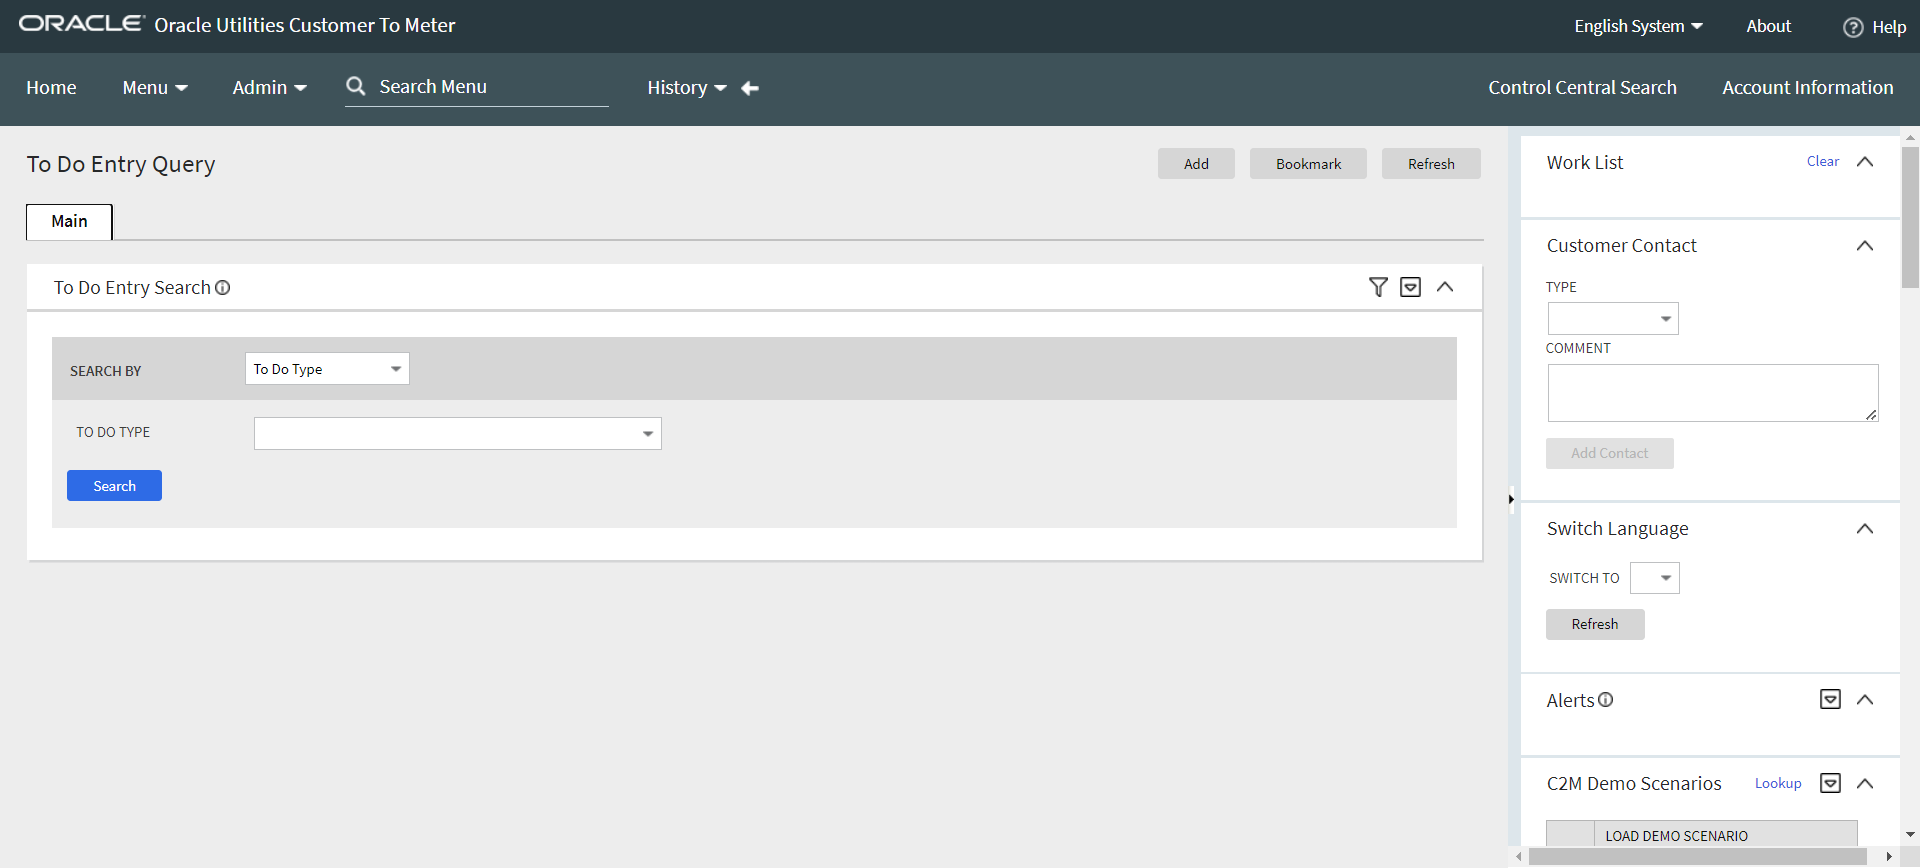 ORACLE Oracle Utilities Customer To Meter
English System
About
Help
Home
Menu
Admin
Search Menu
History
Control Central Search
Account Information
To Do Entry Query
Add
Bookmark
Refresh
Main
To Do Entry Search
SEARCH BY
To Do Type
TO DO TYPE
Search
Work List
Clear
Customer Contact
TYPE
COMMENT
Add Contact
Switch Language
SWITCH TO
Refresh
Alerts
C2M Demo Scenarios
Lookup
LOAD DEMO SCENARIO